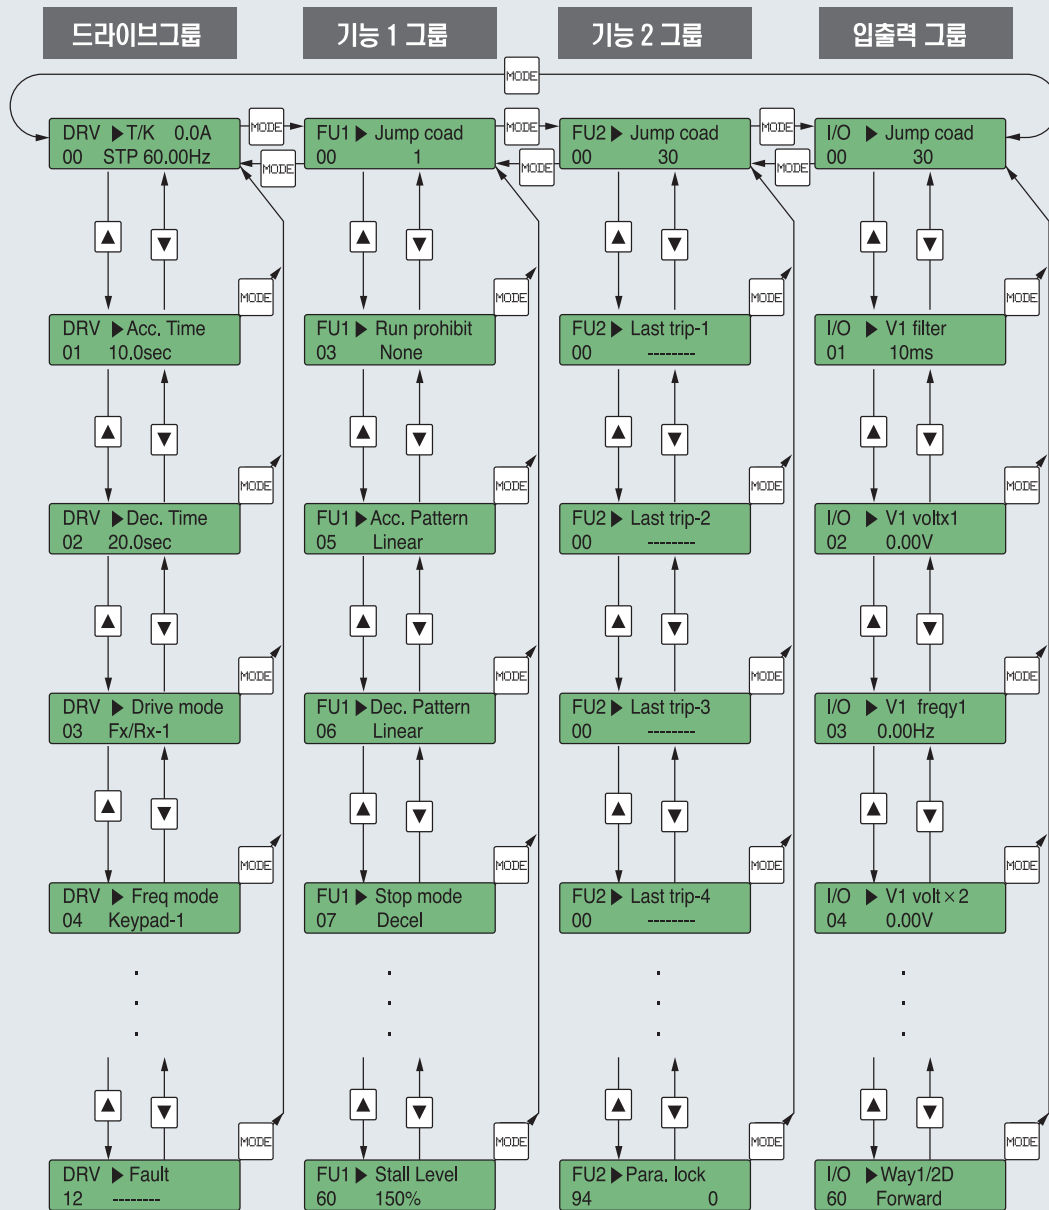 드라이브그룹
기능 1 그룹
기능 2 그룹
입출력 그룹
MODE
DRV ▶T/K 0.0A
00 STP 60.00Hz
MODE
MODE
FU1 ▶ Jump coad
00 1
MODE
MODE
FU2 ▶ Jump coad
00 30
MODE
MODE
I/O ▶ Jump coad
00 30
▲ ▼
▲ ▼
▲ ▼
▲ ▼
MODE
MODE
MODE
MODE
DRV ▶Acc. Time
01 10.0sec
FU1 ▶ Run prohibit
03 None
FU2 ▶ Last trip-1
00 --------
I/O ▶ V1 filter
01 10ms
▲ ▼
▲ ▼
▲ ▼
▲ ▼
MODE
MODE
MODE
MODE
DRV ▶Dec. Time
02 20.0sec
FU1 ▶ Acc. Pattern
05 Linear
FU2 ▶ Last trip-2
00 --------
I/O ▶ V1 voltx1
02 0.00V
▲ ▼
▲ ▼
▲ ▼
▲ ▼
MODE
MODE
MODE
MODE
DRV ▶ Drive mode
03 Fx/Rx-1
FU1 ▶ Dec. Pattern
06 Linear
FU2 ▶ Last trip-3
00 --------
I/O ▶ V1 freqy1
03 0.00Hz
▲ ▼
▲ ▼
▲ ▼
▲ ▼
MODE
MODE
MODE
MODE
DRV ▶ Freq mode
04 Keypad-1
FU1 ▶ Stop mode
07 Decel
FU2 ▶ Last trip-4
00 --------
I/O ▶ V1 volt×2
04 0.00V
▲ ▼
▲ ▼
▲ ▼
▲ ▼
MODE
MODE
MODE
MODE
DRV ▶ Fault
12 --------
FU1 ▶ Stall Level
60 150%
FU2 ▶Para. lock
94 0
I/O ▶Way1/2D
60 Forward